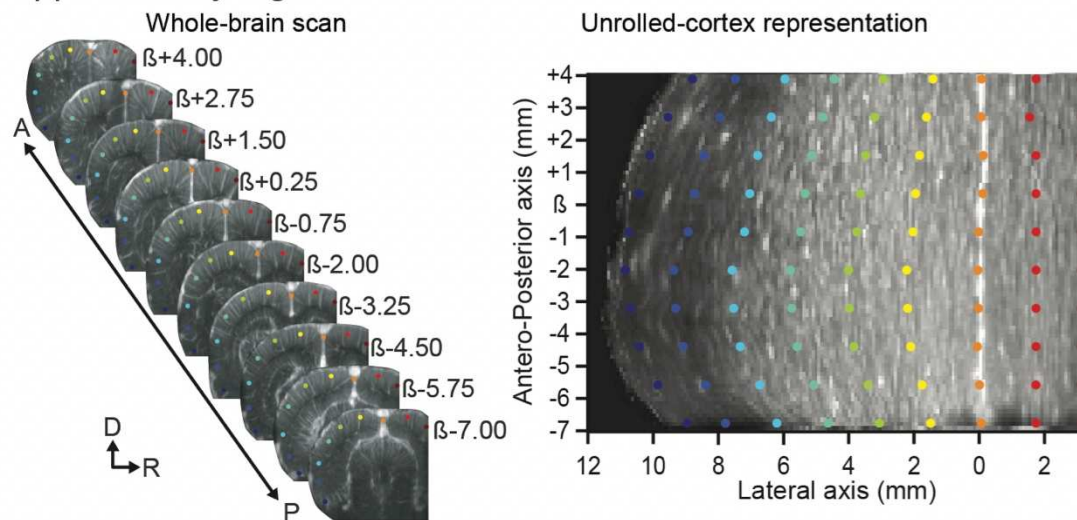 Whole-brain scan
ß+4.00
ß+2.75
ß+1.50
ß+0.25
ß-0.75
ß-2.00
ß-3.25
ß-4.50
ß-5.75
ß-7.00
A
P
D
R
Unrolled-cortex representation
Antero-Posterior axis (mm)
+4
+3
+2
+1
ß
-1
-2
-3
-4
-5
-6
-7
12 10 8 6 4 2 0 2
Lateral axis (mm)